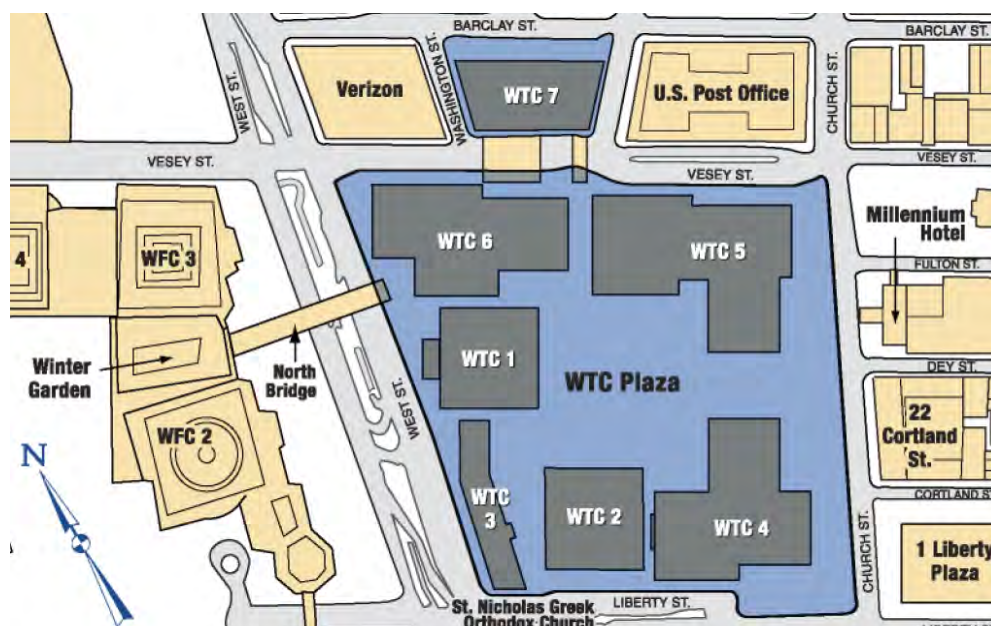 BARCLAY ST.
BARCLAY ST.
WEST ST.
Verizon
WASHINGTON ST.
WTC 7
U.S. Post Office
CHURCH ST.
VESEY ST.
VESEY ST.
VESEY ST.
4
WFC 3
WTC 6
WTC 5
Millennium
Hotel
FULTON ST.
Winter
Garden
North
Bridge
WTC 1
WTC Plaza
DEY ST.
WEST ST.
WFC 2
22
Cortland
St.
N
WTC
3
WTC 2
WTC 4
CORTLAND ST.
CHURCH ST.
1 Liberty
Plaza
St. Nicholas Greek
Orthodox Church
LIBERTY ST.